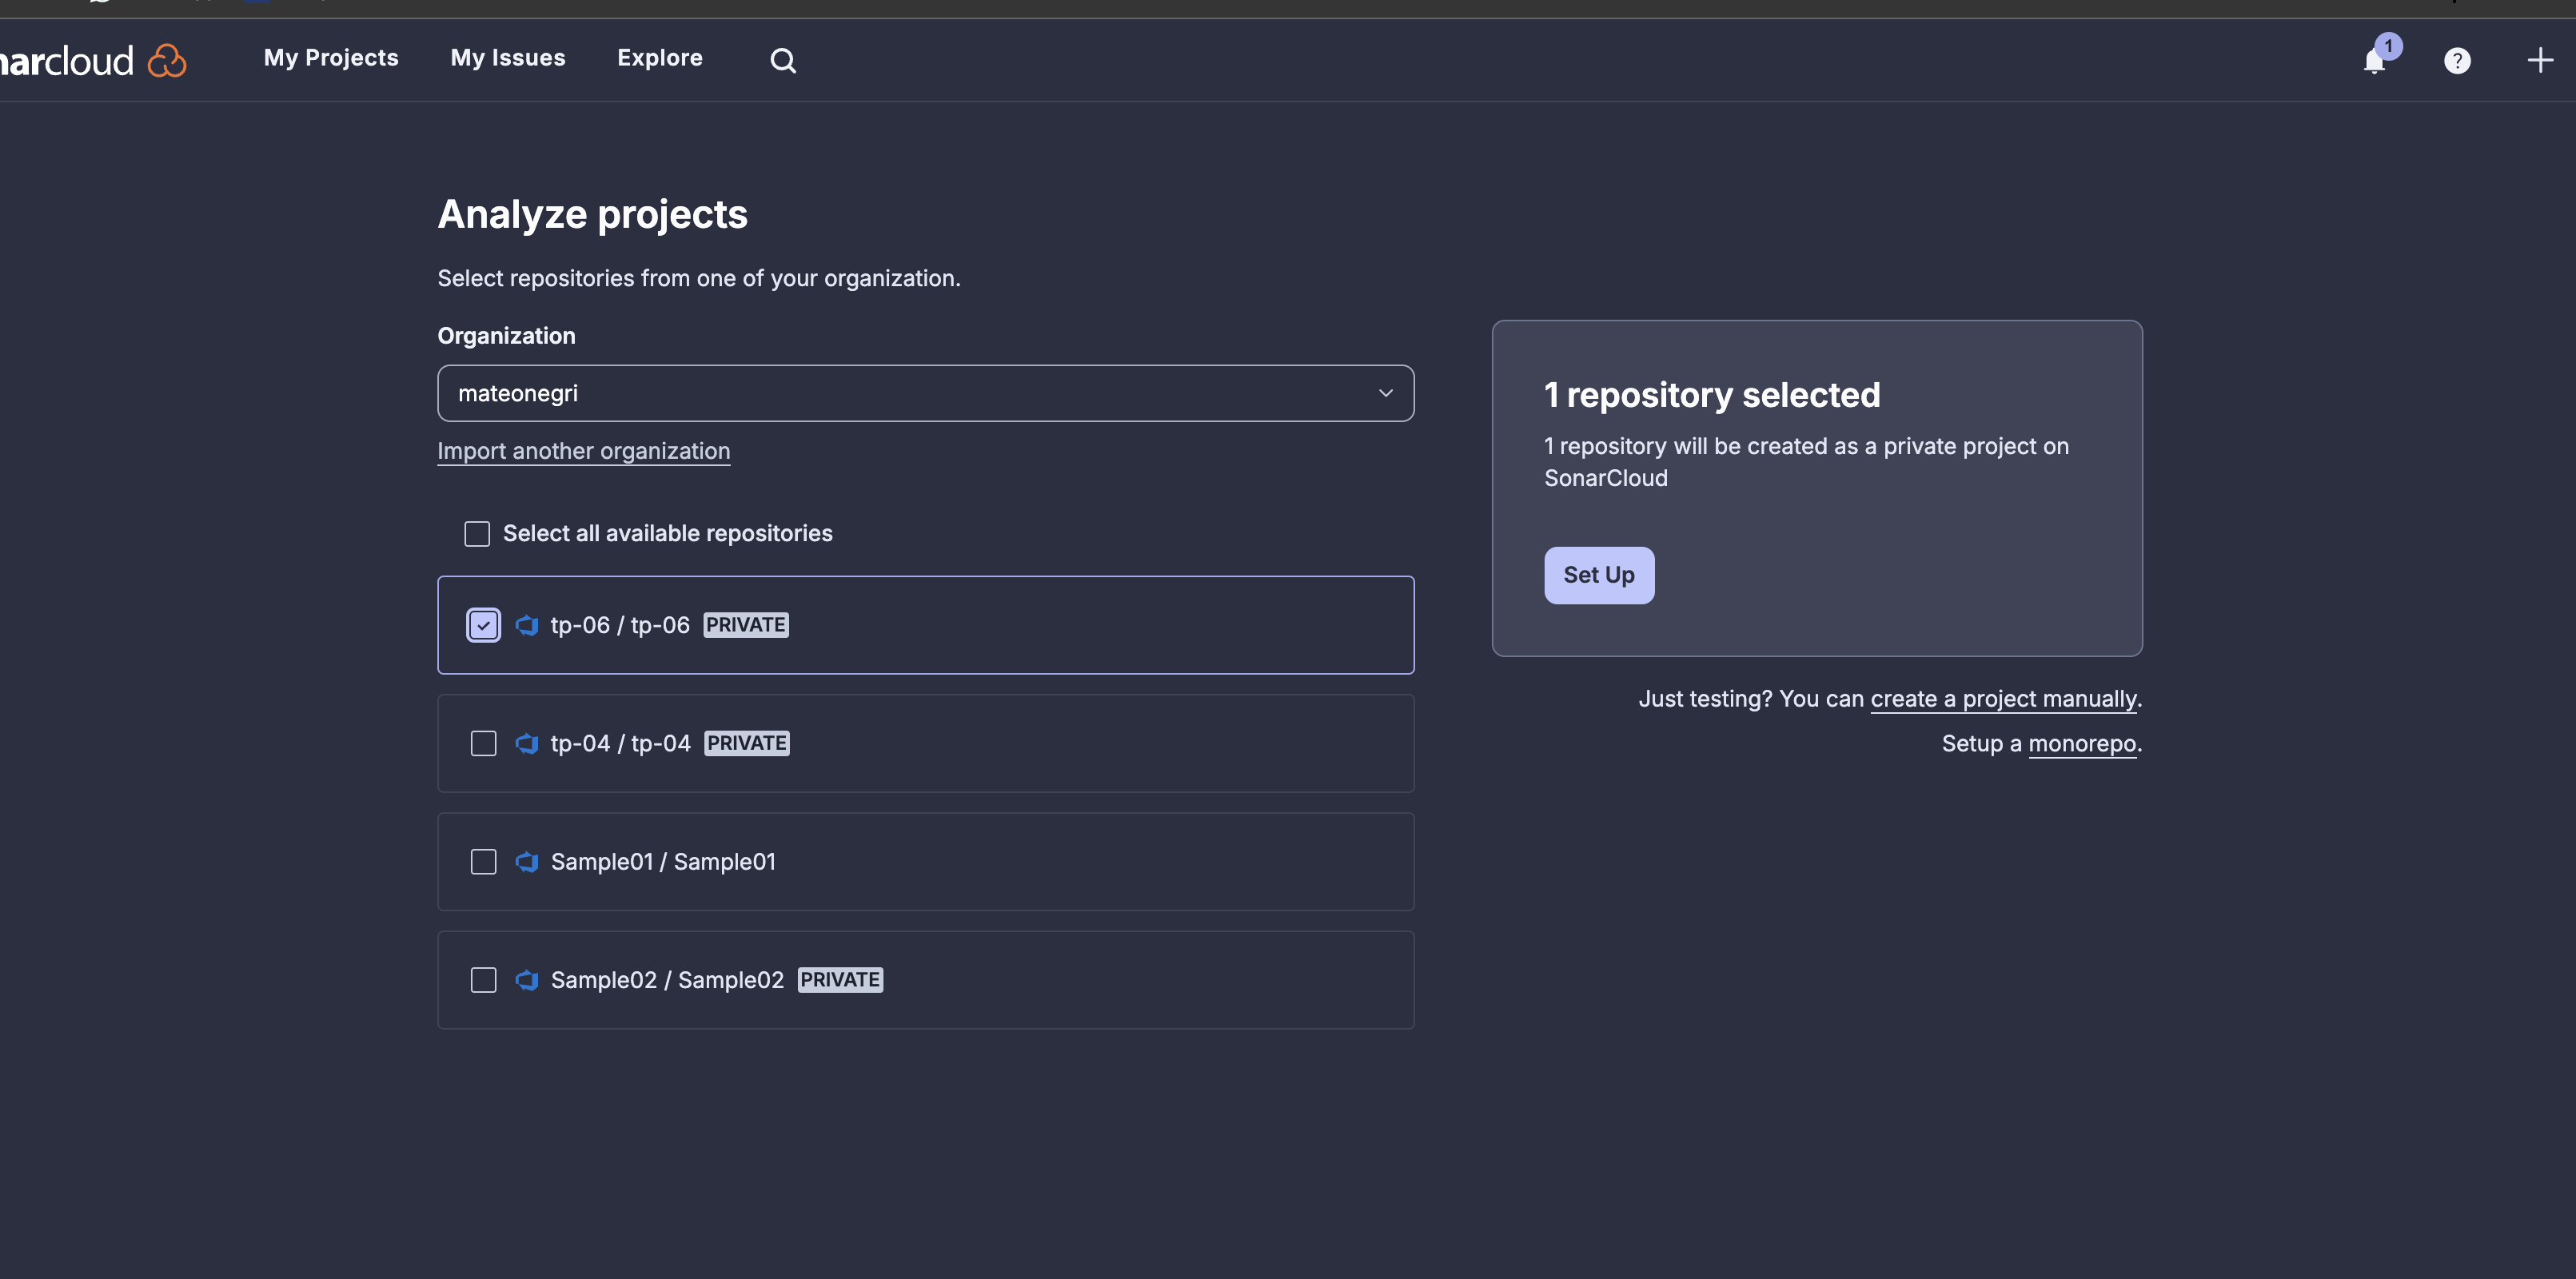 narcloud
My Projects
My Issues
Explore
1
?
Analyze projects
Select repositories from one of your organization.
Organization
mateonegri
Import another organization
Select all available repositories
tp-06 / tp-06 PRIVATE
tp-04 / tp-04 PRIVATE
Sample01 / Sample01
Sample02 / Sample02 PRIVATE
1 repository selected
1 repository will be created as a private project on
SonarCloud
Set Up
Just testing? You can create a project manually.
Setup a monorepo.